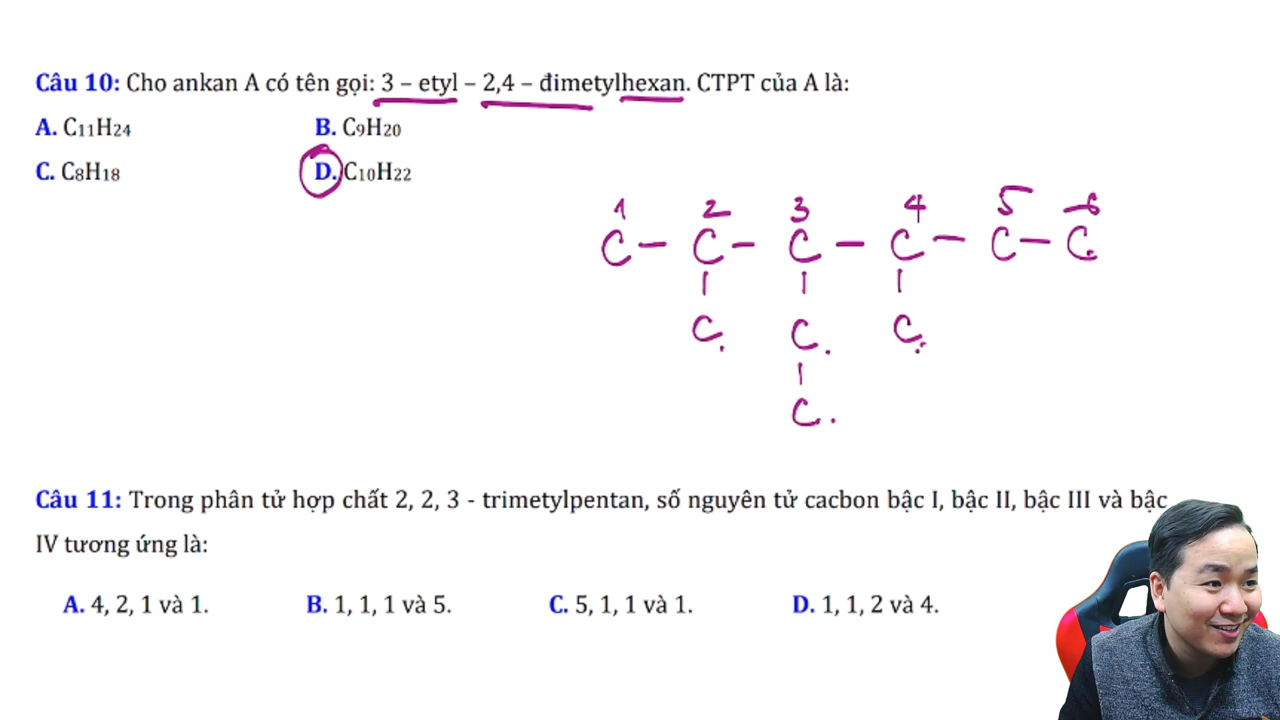 Câu 10: Cho ankan A có tên gọi: 3 – etyl – 2,4 – đimetylhexan. CTPT của A là:
A. C11H24 B. C9H20
C. C8H18 D. C10H22
1 2 3 4 5 6
C – C – C – C – C – C
C C C
C
Câu 11: Trong phân tử hợp chất 2, 2, 3 - trimetylpentan, số nguyên tử cacbon bậc I, bậc II, bậc III và bậc
IV tương ứng là:
A. 4, 2, 1 và 1. B. 1, 1, 1 và 5. C. 5, 1, 1 và 1. D. 1, 1, 2 và 4.